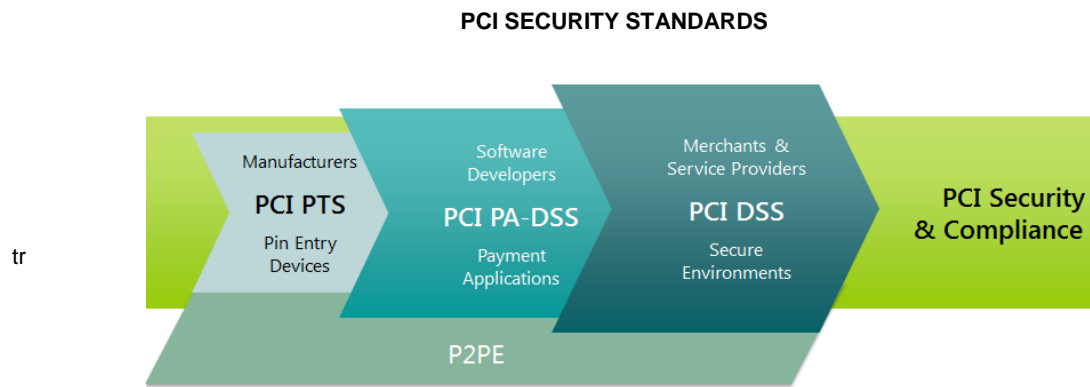 PCI SECURITY STANDARDS
Manufacturers
PCI PTS
Pin Entry
Devices
Software
Developers
PCI PA-DSS
Payment
Applications
Merchants &
Service Providers
PCI DSS
Secure
Environments
PCI Security
& Compliance
tr
P2PE